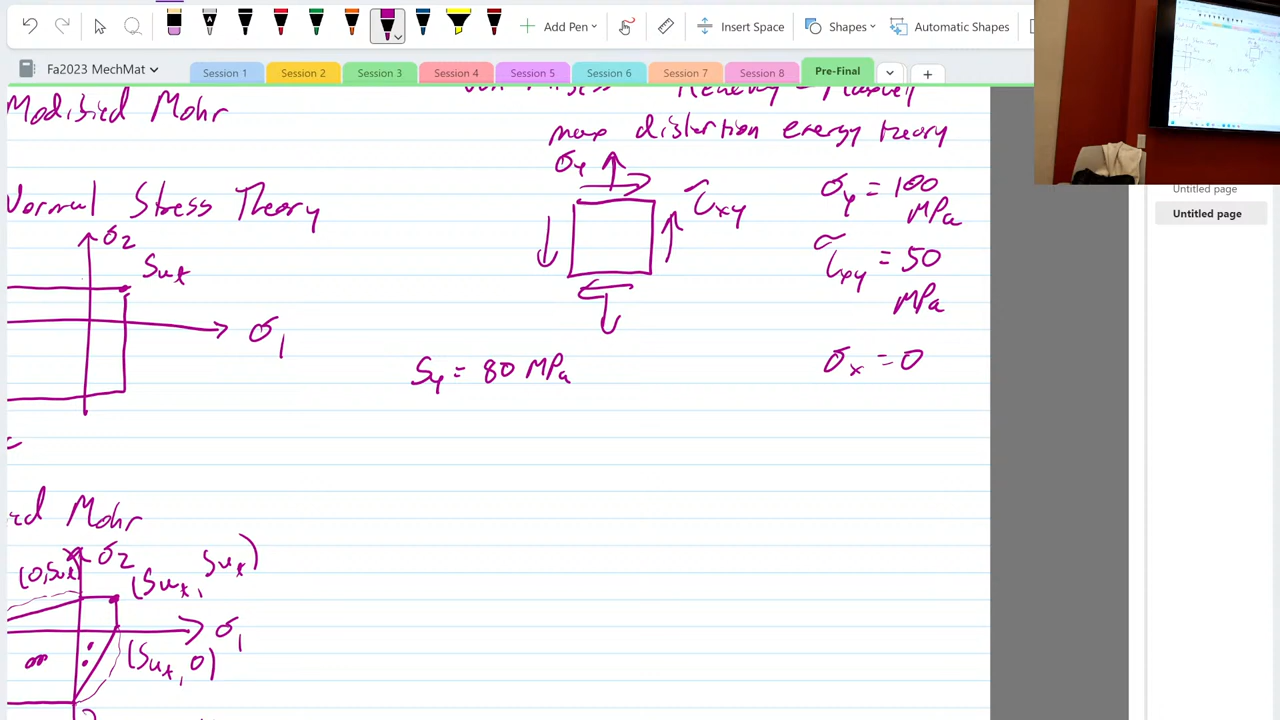 Add Pen
Insert Space
Shapes
Automatic Shapes
Fa2023 MechMat
Session 1
Session 2
Session 3
Session 4
Session 5
Session 6
Session 7
Session 8
Pre-Final
Untitled page
Untitled page
Modified Mohr
max distortion energy theory
Normal Stress Theory
σ2
Sut
σ1
σy
τxy
σy = 100 MPa
τxy = 50 MPa
σx = 0
Sy = 80 MPa
Mohr
σ2
(0, Sut)
(Sut, Sut)
σ1
(Sut, 0)